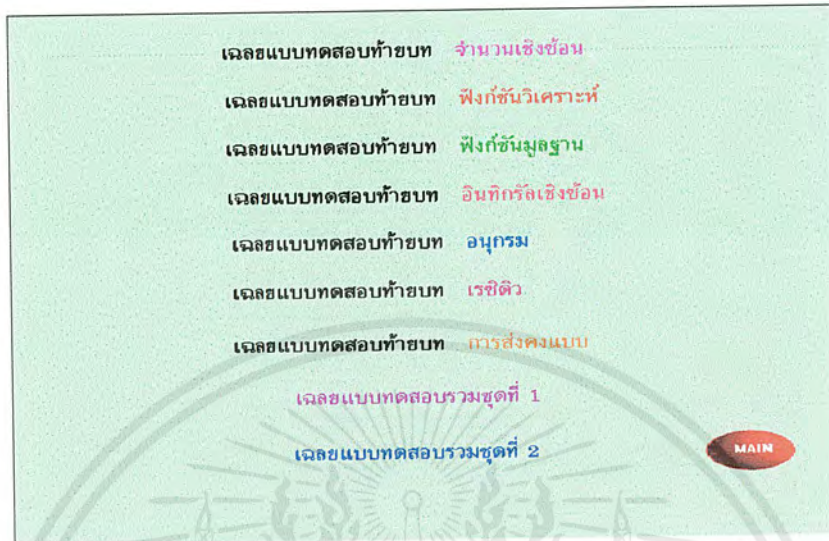 เฉลยแบบทดสอบท้ายบท จำนวนเชิงซ้อน
เฉลยแบบทดสอบท้ายบท ฟังก์ชันวิเคราะห์
เฉลยแบบทดสอบท้ายบท ฟังก์ชันมูลฐาน
เฉลยแบบทดสอบท้ายบท อินทิกรัลเชิงซ้อน
เฉลยแบบทดสอบท้ายบท อนุกรม
เฉลยแบบทดสอบท้ายบท เรซิดิว
เฉลยแบบทดสอบท้ายบท การส่งคงแบบ
เฉลยแบบทดสอบรวมชุดที่ 1
เฉลยแบบทดสอบรวมชุดที่ 2
MAIN